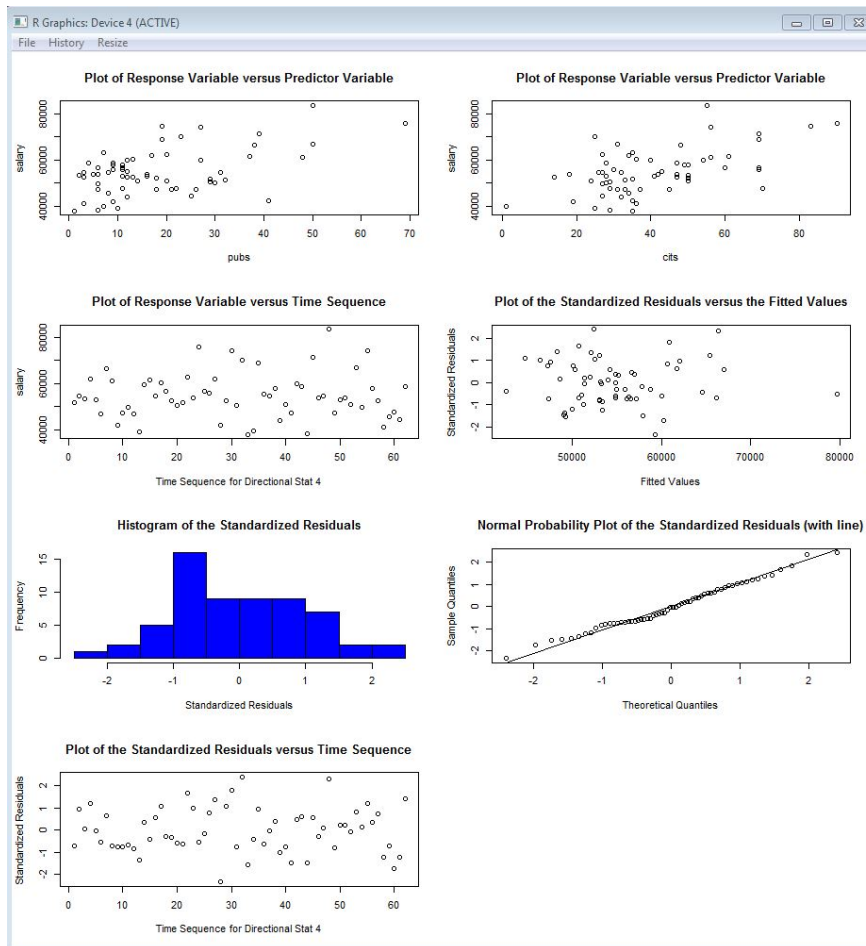 R Graphics: Device 4 (ACTIVE)
File History Resize
Plot of Response Variable versus Predictor Variable
salary
40000 60000 80000
0 10 20 30 40 50 60 70
pubs
Plot of Response Variable versus Predictor Variable
salary
40000 60000 80000
0 20 40 60 80
cits
Plot of Response Variable versus Time Sequence
salary
40000 60000 80000
0 10 20 30 40 50 60
Time Sequence for Directional Stat 4
Plot of the Standardized Residuals versus the Fitted Values
Standardized Residuals
-2 -1 0 1 2
50000 60000 70000 80000
Fitted Values
Histogram of the Standardized Residuals
Frequency
0 5 10 15
-2 -1 0 1 2
Standardized Residuals
Normal Probability Plot of the Standardized Residuals (with line)
Sample Quantiles
-2 -1 0 1 2
-2 -1 0 1 2
Theoretical Quantiles
Plot of the Standardized Residuals versus Time Sequence
Standardized Residuals
-2 -1 0 1 2
0 10 20 30 40 50 60
Time Sequence for Directional Stat 4